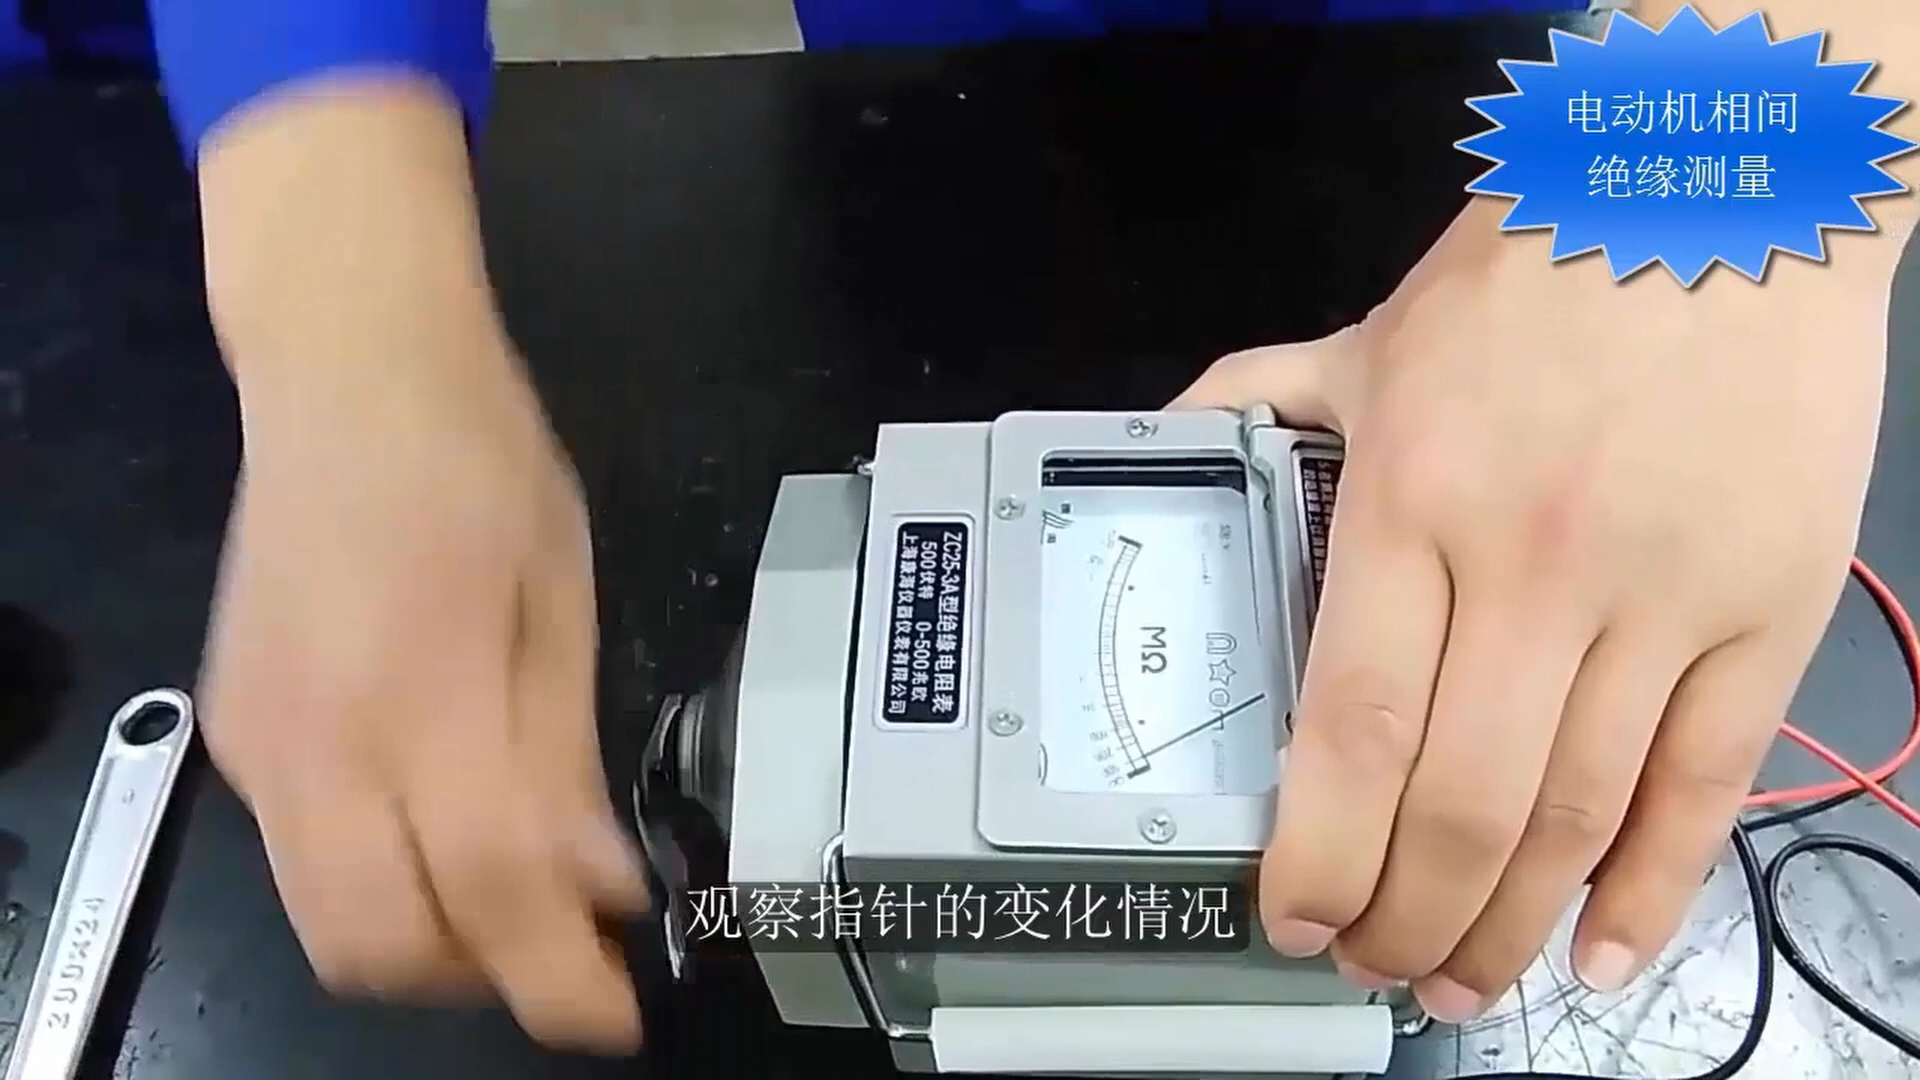 电动机相间
绝缘测量
ZC25-3A型绝缘电阻表
500伏特 0-500兆欧
上海康海仪器仪表有限公司
MΩ
200X24
观察指针的变化情况